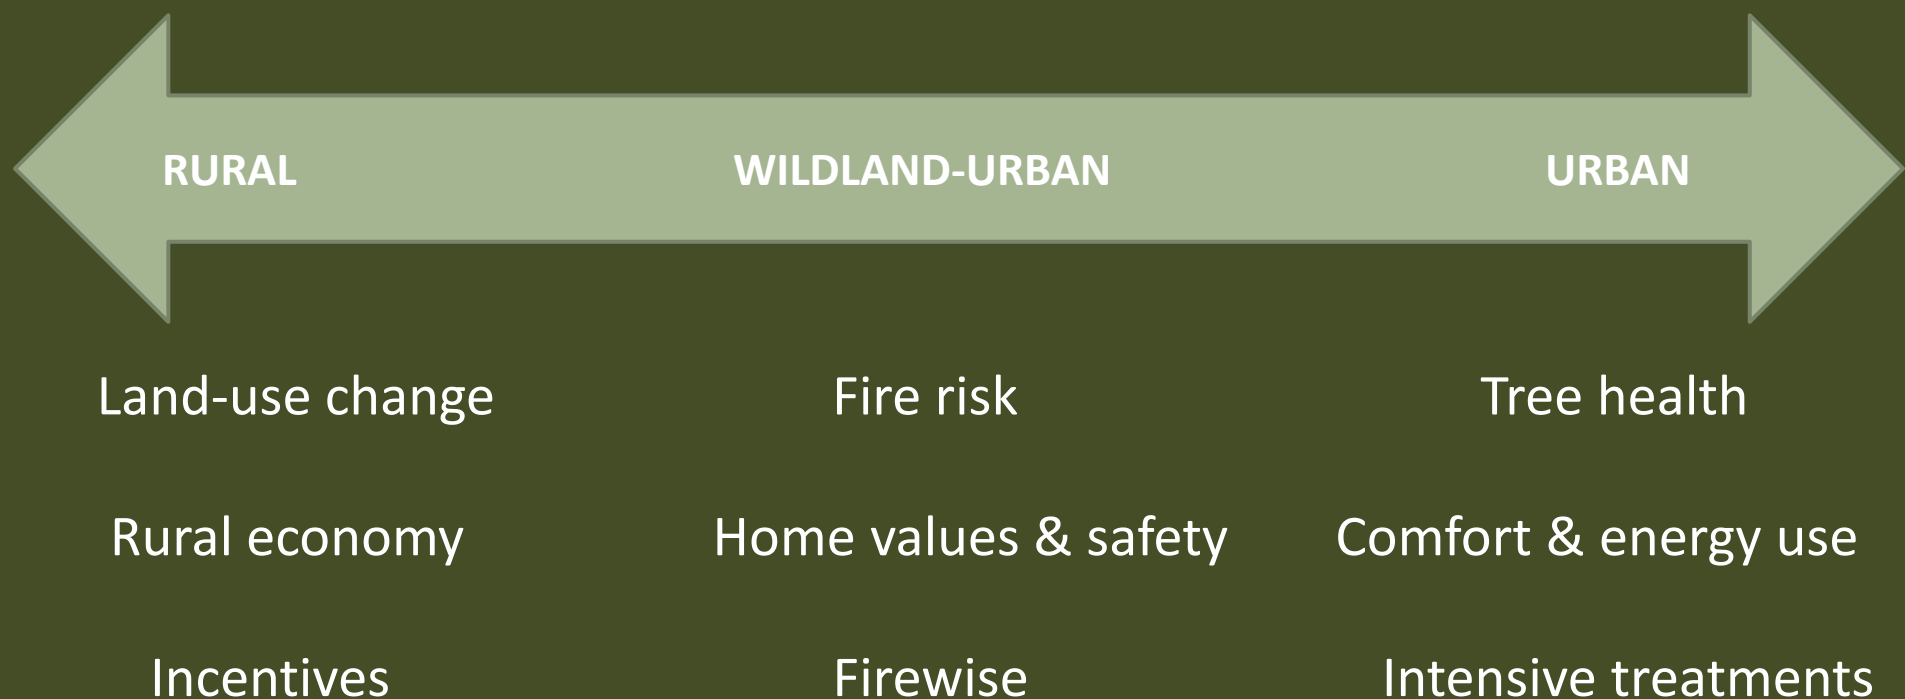 RURAL WILDLAND-URBAN URBAN
Land-use change Fire risk Tree health
Rural economy Home values & safety Comfort & energy use
Incentives Firewise Intensive treatments